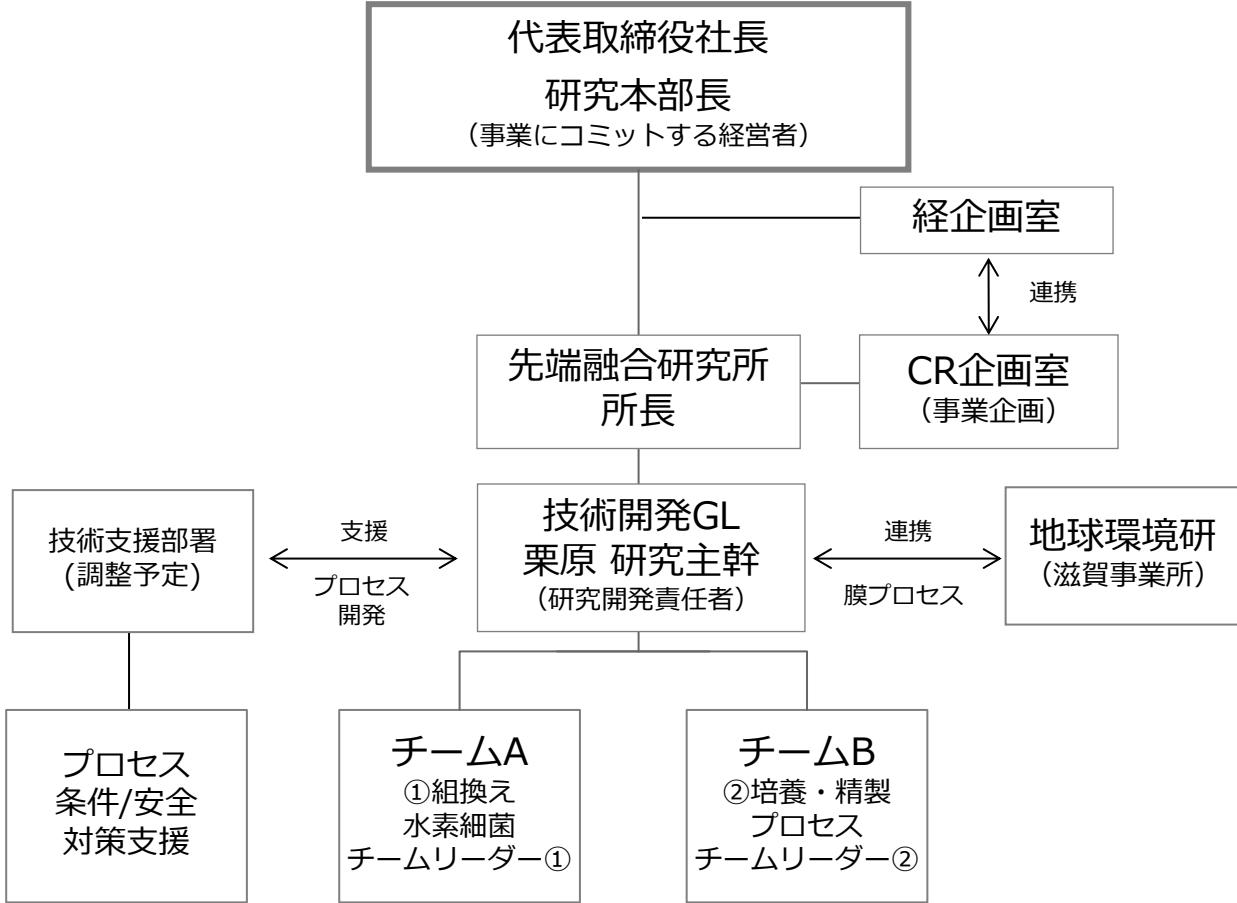 代表取締役社長
研究本部長
（事業にコミットする経営者）
経企画室
連携
先端融合研究所
所長
CR企画室
（事業企画）
技術支援部署
(調整予定)
支援
プロセス
開発
技術開発GL
栗原 研究主幹
（研究開発責任者）
連携
膜プロセス
地球環境研
（滋賀事業所）
プロセス
条件/安全
対策支援
チームA
①組換え
水素細菌
チームリーダー①
チームB
②培養・精製
プロセス
チームリーダー②